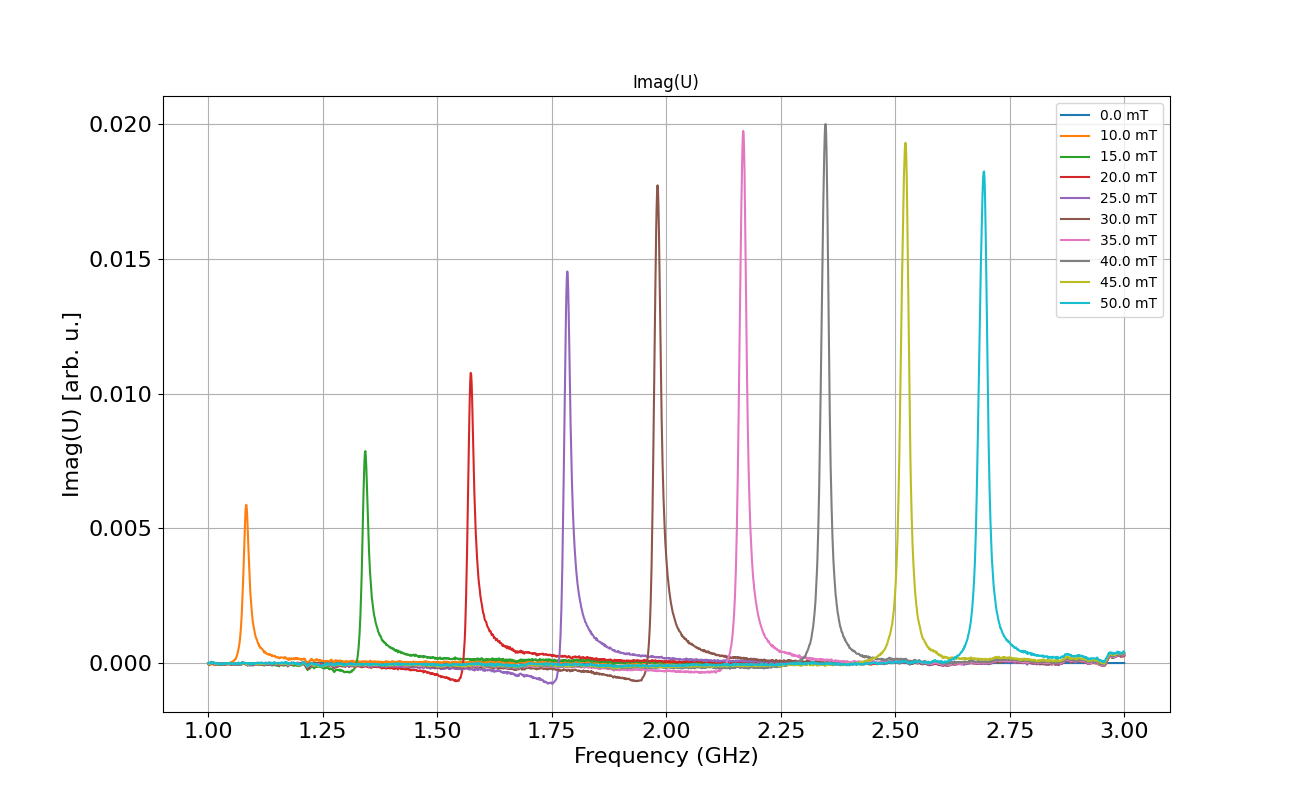 Imag(U)
0.020
0.015
0.010
0.005
0.000
Imag(U) [arb. u.]
1.00 1.25 1.50 1.75 2.00 2.25 2.50 2.75 3.00
Frequency (GHz)
0.0 mT
10.0 mT
15.0 mT
20.0 mT
25.0 mT
30.0 mT
35.0 mT
40.0 mT
45.0 mT
50.0 mT